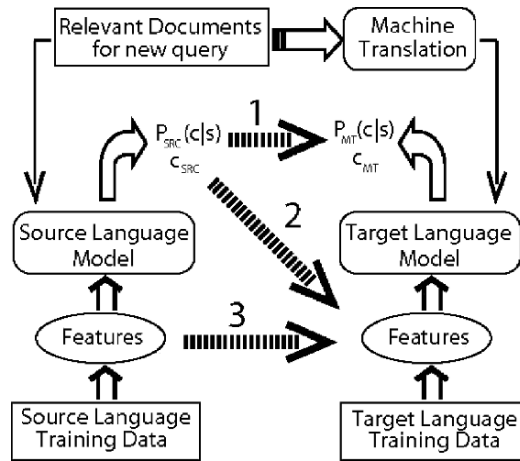 Relevant Documents
for new query
Machine
Translation
1
P_SRC(c|s)
c_SRC
P_MT(c|s)
c_MT
2
Source Language
Model
Target Language
Model
3
Features
Features
Source Language
Training Data
Target Language
Training Data